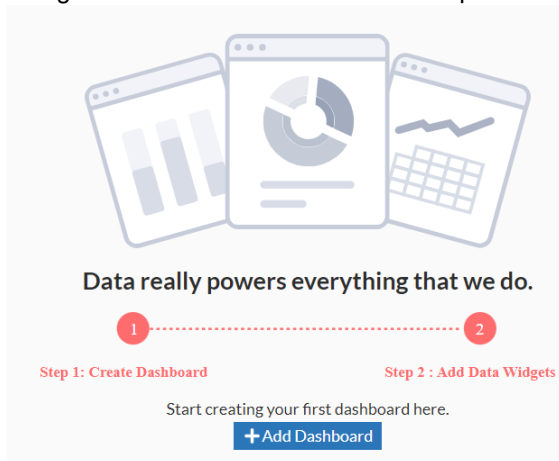 Data really powers everything that we do.
1
2
Step 1: Create Dashboard
Step 2 : Add Data Widgets
Start creating your first dashboard here.
+Add Dashboard